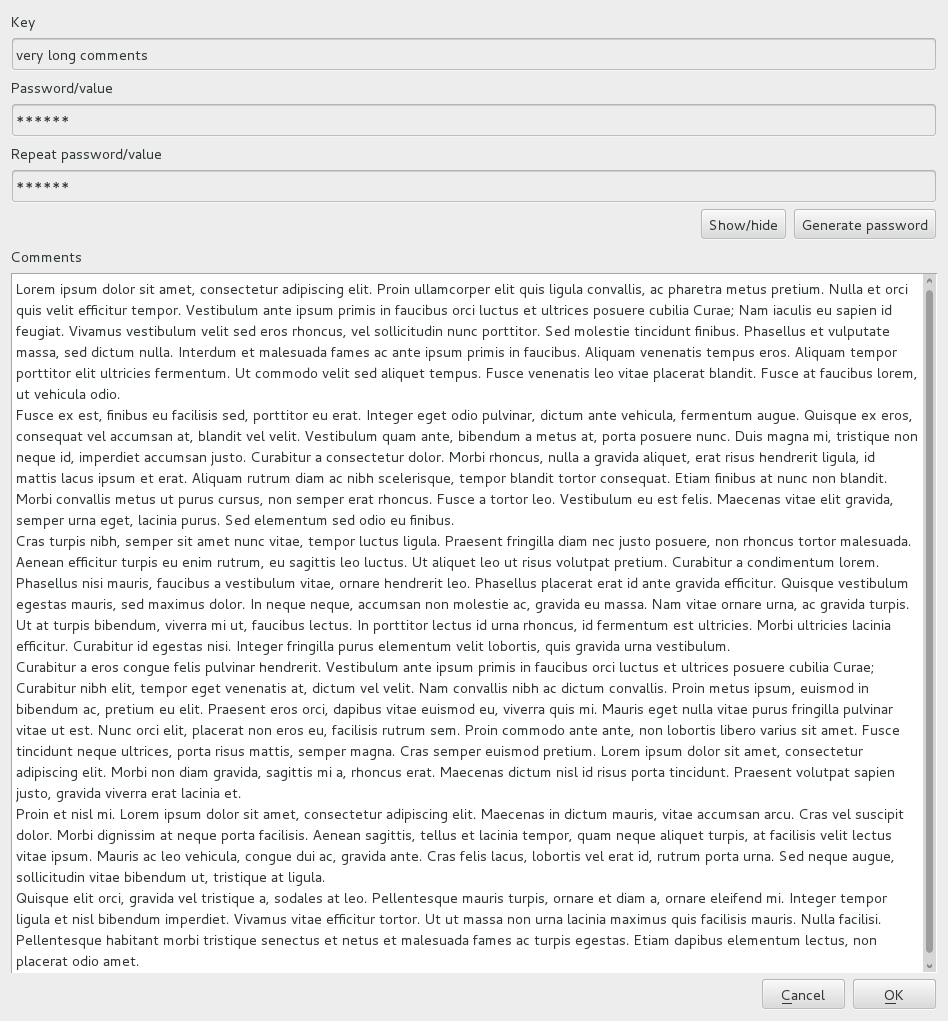 Key
very long comments
Password/value
******
Repeat password/value
******
Show/hide Generate password
Comments
Lorem ipsum dolor sit amet, consectetur adipiscing elit. Proin ullamcorper elit quis ligula convallis, ac pharetra metus pretium. Nulla et orci
quis velit efficitur tempor. Vestibulum ante ipsum primis in faucibus orci luctus et ultrices posuere cubilia Curae; Nam iaculis eu sapien id
feugiat. Vivamus vestibulum velit sed eros rhoncus, vel sollicitudin nunc porttitor. Sed molestie tincidunt finibus. Phasellus et vulputate
massa, sed dictum nulla. Interdum et malesuada fames ac ante ipsum primis in faucibus. Aliquam venenatis tempus eros. Aliquam tempor
porttitor elit ultricies fermentum. Ut commodo velit sed aliquet tempus. Fusce venenatis leo vitae placerat blandit. Fusce at faucibus lorem,
ut vehicula odio.
Fusce ex est, finibus eu facilisis sed, porttitor eu erat. Integer eget odio pulvinar, dictum ante vehicula, fermentum augue. Quisque ex eros,
consequat vel accumsan at, blandit vel velit. Vestibulum quam ante, bibendum a metus at, porta posuere nunc. Duis magna mi, tristique non
neque id, imperdiet accumsan justo. Curabitur a consectetur dolor. Morbi rhoncus, nulla a gravida aliquet, erat risus hendrerit ligula, id
mattis lacus ipsum et erat. Aliquam rutrum diam ac nibh scelerisque, tempor blandit tortor consequat. Etiam finibus at nunc non blandit.
Morbi convallis metus ut purus cursus, non semper erat rhoncus. Fusce a tortor leo. Vestibulum eu est felis. Maecenas vitae elit gravida,
semper urna eget, lacinia purus. Sed elementum sed odio eu finibus.
Cras turpis nibh, semper sit amet nunc vitae, tempor luctus ligula. Praesent fringilla diam nec justo posuere, non rhoncus tortor malesuada.
Aenean efficitur turpis eu enim rutrum, eu sagittis leo luctus. Ut aliquet leo ut risus volutpat pretium. Curabitur a condimentum lorem.
Phasellus nisi mauris, faucibus a vestibulum vitae, ornare hendrerit leo. Phasellus placerat erat id ante gravida efficitur. Quisque vestibulum
egestas mauris, sed maximus dolor. In neque neque, accumsan non molestie ac, gravida eu massa. Nam vitae ornare urna, ac gravida turpis.
Ut at turpis bibendum, viverra mi ut, faucibus lectus. In porttitor lectus id urna rhoncus, id fermentum est ultricies. Morbi ultricies lacinia
efficitur. Curabitur id egestas nisi. Integer fringilla purus elementum velit lobortis, quis gravida urna vestibulum.
Curabitur a eros congue felis pulvinar hendrerit. Vestibulum ante ipsum primis in faucibus orci luctus et ultrices posuere cubilia Curae;
Curabitur nibh elit, tempor eget venenatis at, dictum vel velit. Nam convallis nibh ac dictum convallis. Proin metus ipsum, euismod in
bibendum ac, pretium eu elit. Praesent eros orci, dapibus vitae euismod eu, viverra quis mi. Mauris eget nulla vitae purus fringilla pulvinar
vitae ut est. Nunc orci elit, placerat non eros eu, facilisis rutrum sem. Proin commodo ante ante, non lobortis libero varius sit amet. Fusce
tincidunt neque ultrices, porta risus mattis, semper magna. Cras semper euismod pretium. Lorem ipsum dolor sit amet, consectetur
adipiscing elit. Morbi non diam gravida, sagittis mi a, rhoncus erat. Maecenas dictum nisl id risus porta tincidunt. Praesent volutpat sapien
justo, gravida viverra erat lacinia et.
Proin et nisl mi. Lorem ipsum dolor sit amet, consectetur adipiscing elit. Maecenas in dictum mauris, vitae accumsan arcu. Cras vel suscipit
dolor. Morbi dignissim at neque porta facilisis. Aenean sagittis, tellus et lacinia tempor, quam neque aliquet turpis, at facilisis velit lectus
vitae ipsum. Mauris ac leo vehicula, congue dui ac, gravida ante. Cras felis lacus, lobortis vel erat id, rutrum porta urna. Sed neque augue,
sollicitudin vitae bibendum ut, tristique at ligula.
Quisque elit orci, gravida vel tristique a, sodales at leo. Pellentesque mauris turpis, ornare et diam a, ornare eleifend mi. Integer tempor
ligula et nisl bibendum imperdiet. Vivamus vitae efficitur tortor. Ut ut massa non urna lacinia maximus quis facilisis mauris. Nulla facilisi.
Pellentesque habitant morbi tristique senectus et netus et malesuada fames ac turpis egestas. Etiam dapibus elementum lectus, non
placerat odio amet.
Cancel OK